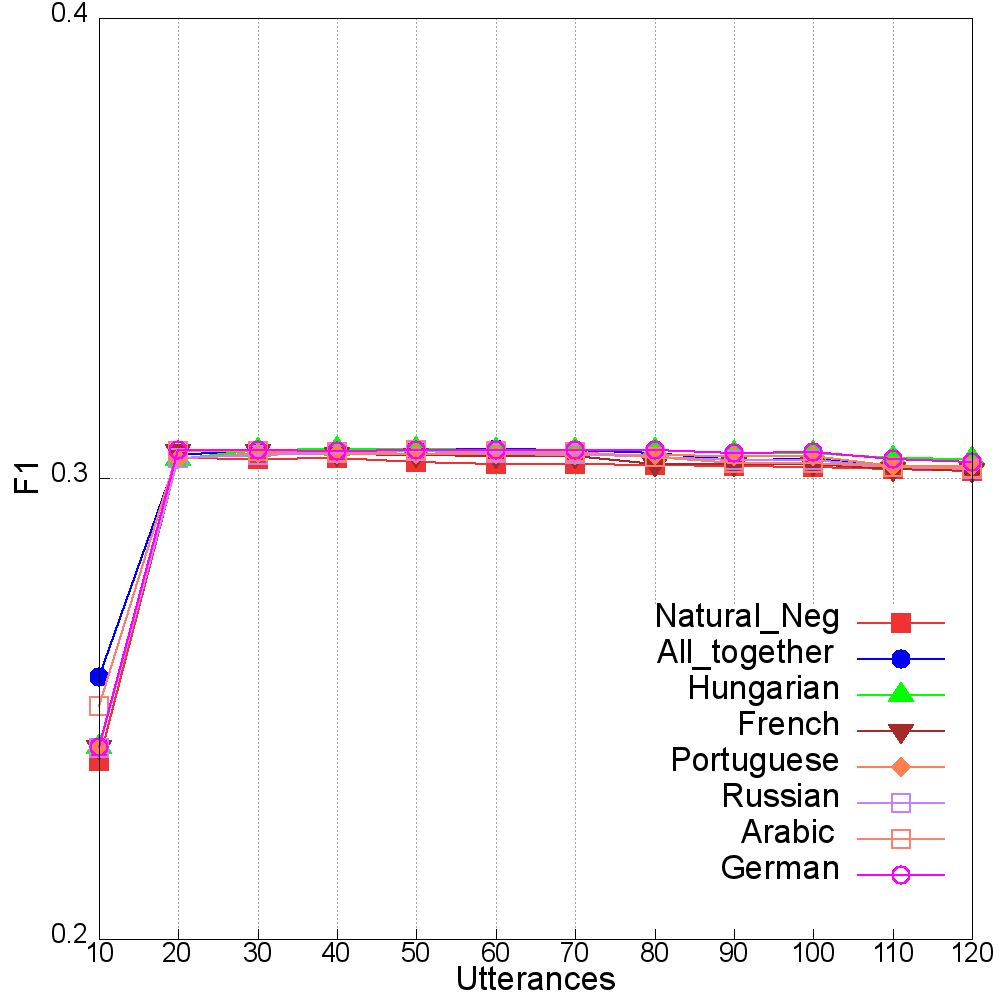 0.4
F1
0.3
Natural_Neg
All_together
Hungarian
French
Portuguese
Russian
Arabic
German
0.2
10 20 30 40 50 60 70 80 90 100 110 120
Utterances